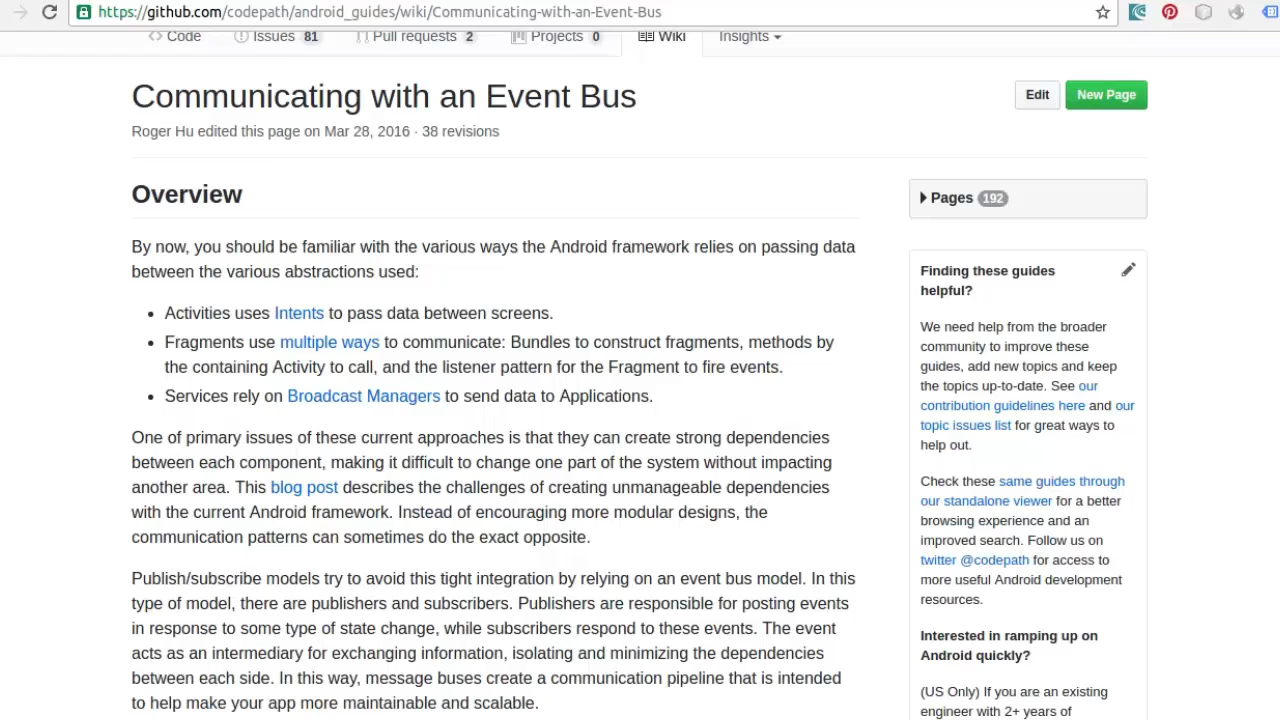 https://github.com/codepath/android_guides/wiki/Communicating-with-an-Event-Bus
Code Issues 81 Pull requests 2 Projects 0 Wiki Insights
Communicating with an Event Bus
Edit
New Page
Roger Hu edited this page on Mar 28, 2016 · 38 revisions
Overview
By now, you should be familiar with the various ways the Android framework relies on passing data
between the various abstractions used:
• Activities uses Intents to pass data between screens.
• Fragments use multiple ways to communicate: Bundles to construct fragments, methods by
the containing Activity to call, and the listener pattern for the Fragment to fire events.
• Services rely on Broadcast Managers to send data to Applications.
One of primary issues of these current approaches is that they can create strong dependencies
between each component, making it difficult to change one part of the system without impacting
another area. This blog post describes the challenges of creating unmanageable dependencies
with the current Android framework. Instead of encouraging more modular designs, the
communication patterns can sometimes do the exact opposite.
Publish/subscribe models try to avoid this tight integration by relying on an event bus model. In this
type of model, there are publishers and subscribers. Publishers are responsible for posting events
in response to some type of state change, while subscribers respond to these events. The event
acts as an intermediary for exchanging information, isolating and minimizing the dependencies
between each side. In this way, message buses create a communication pipeline that is intended
to help make your app more maintainable and scalable.
Pages 192
Finding these guides
helpful?
We need help from the broader
community to improve these
guides, add new topics and keep
the topics up-to-date. See our
contribution guidelines here and our
topic issues list for great ways to
help out.
Check these same guides through
our standalone viewer for a better
browsing experience and an
improved search. Follow us on
twitter @codepath for access to
more useful Android development
resources.
Interested in ramping up on
Android quickly?
(US Only) If you are an existing
engineer with 2+ years of